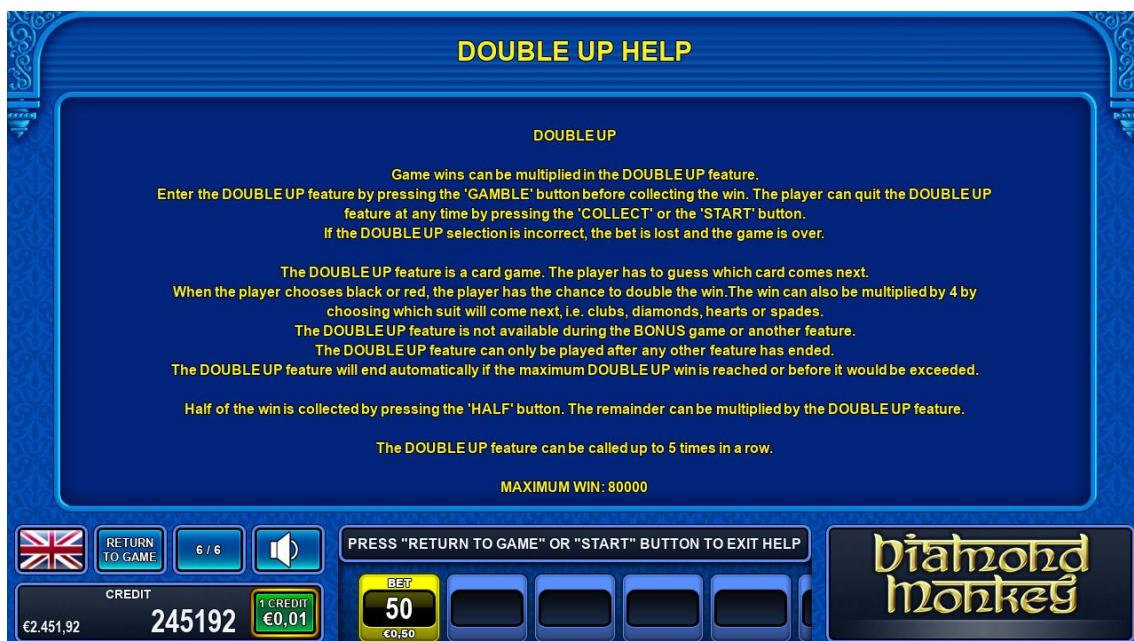 DOUBLE UP HELP
DOUBLE UP
Game wins can be multiplied in the DOUBLE UP feature.
Enter the DOUBLE UP feature by pressing the 'GAMBLE' button before collecting the win. The player can quit the DOUBLE UP
feature at any time by pressing the 'COLLECT' or the 'START' button.
If the DOUBLE UP selection is incorrect, the bet is lost and the game is over.
The DOUBLE UP feature is a card game. The player has to guess which card comes next.
When the player chooses black or red, the player has the chance to double the win.The win can also be multiplied by 4 by
choosing which suit will come next, i.e. clubs, diamonds, hearts or spades.
The DOUBLE UP feature is not available during the BONUS game or another feature.
The DOUBLE UP feature can only be played after any other feature has ended.
The DOUBLE UP feature will end automatically if the maximum DOUBLE UP win is reached or before it would be exceeded.
Half of the win is collected by pressing the 'HALF' button. The remainder can be multiplied by the DOUBLE UP feature.
The DOUBLE UP feature can be called up to 5 times in a row.
MAXIMUM WIN: 80000
RETURN
TO GAME
6 / 6
PRESS "RETURN TO GAME" OR "START" BUTTON TO EXIT HELP
CREDIT
€2.451,92
245192
1 CREDIT
€0,01
BET
50
€0,50
Diamond
Monkey